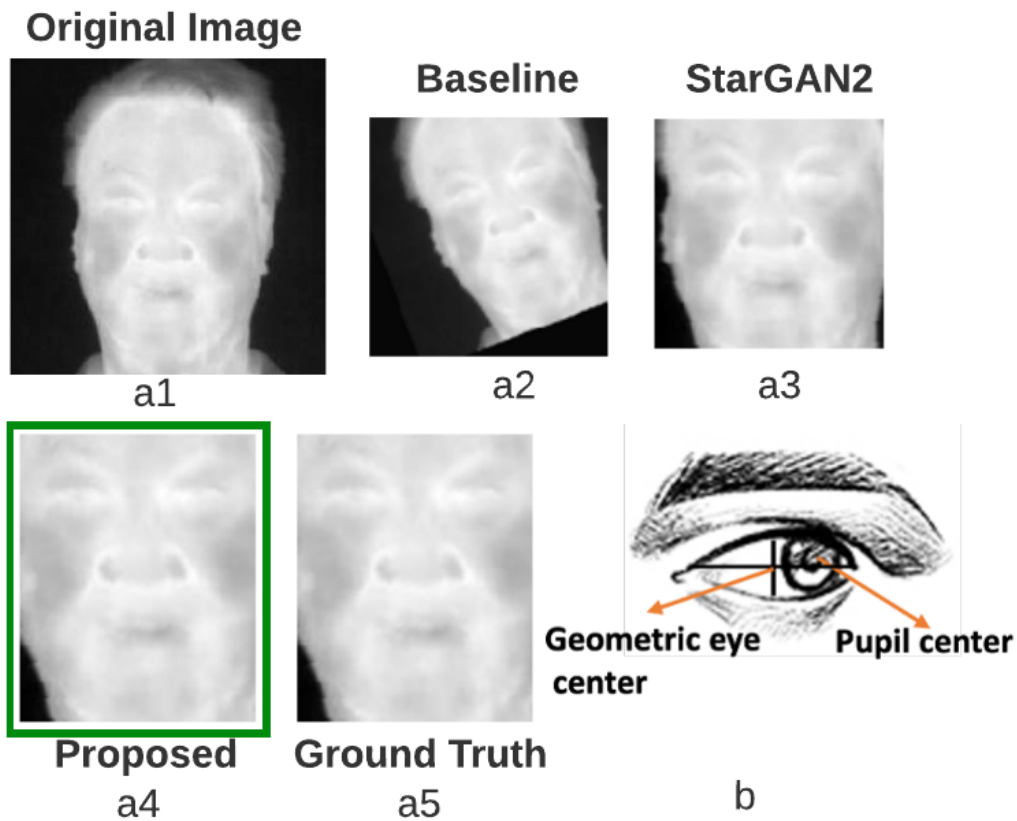 Original Image
Baseline
StarGAN2
a1
a2
a3
Geometric eye
center
Pupil center
Proposed
Ground Truth
a4
a5
b